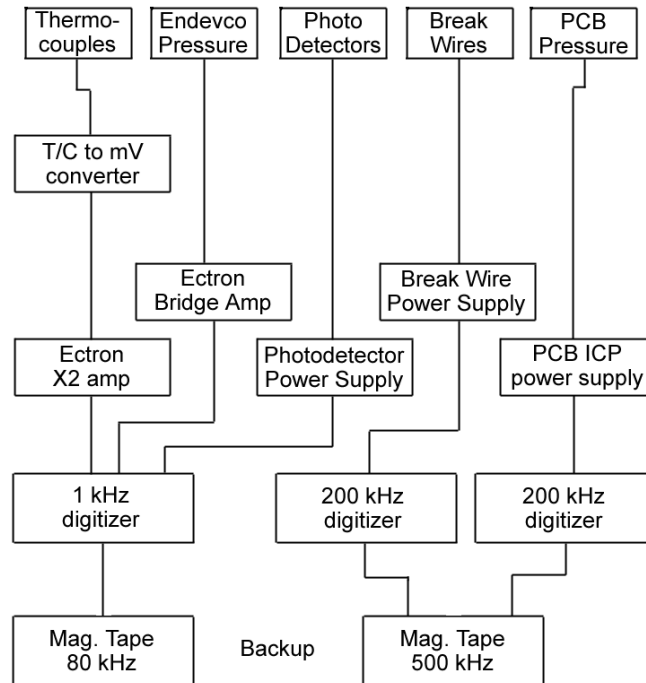 Thermo-
couples
Endevco
Pressure
Photo
Detectors
Break
Wires
PCB
Pressure
T/C to mV
converter
Ectron
Bridge Amp
Break Wire
Power Supply
Ectron
X2 amp
Photodetector
Power Supply
PCB ICP
power supply
1 kHz
digitizer
200 kHz
digitizer
200 kHz
digitizer
Mag. Tape
80 kHz
Backup
Mag. Tape
500 kHz